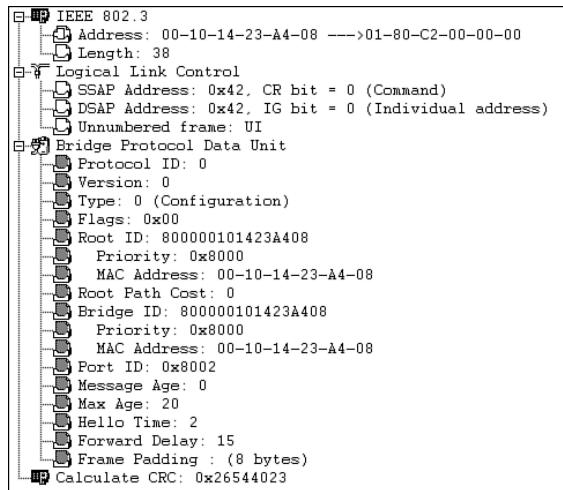 IEEE 802.3
Address: 00-10-14-23-A4-08 --->01-80-C2-00-00-00
Length: 38
Logical Link Control
SSAP Address: 0x42, CR bit = 0 (Command)
DSAP Address: 0x42, IG bit = 0 (Individual address)
Unnumbered frame: UI
Bridge Protocol Data Unit
Protocol ID: 0
Version: 0
Type: 0 (Configuration)
Flags: 0x00
Root ID: 800000101423A408
Priority: 0x8000
MAC Address: 00-10-14-23-A4-08
Root Path Cost: 0
Bridge ID: 800000101423A408
Priority: 0x8000
MAC Address: 00-10-14-23-A4-08
Port ID: 0x8002
Message Age: 0
Max Age: 20
Hello Time: 2
Forward Delay: 15
Frame Padding : (8 bytes)
Calculate CRC: 0x26544023